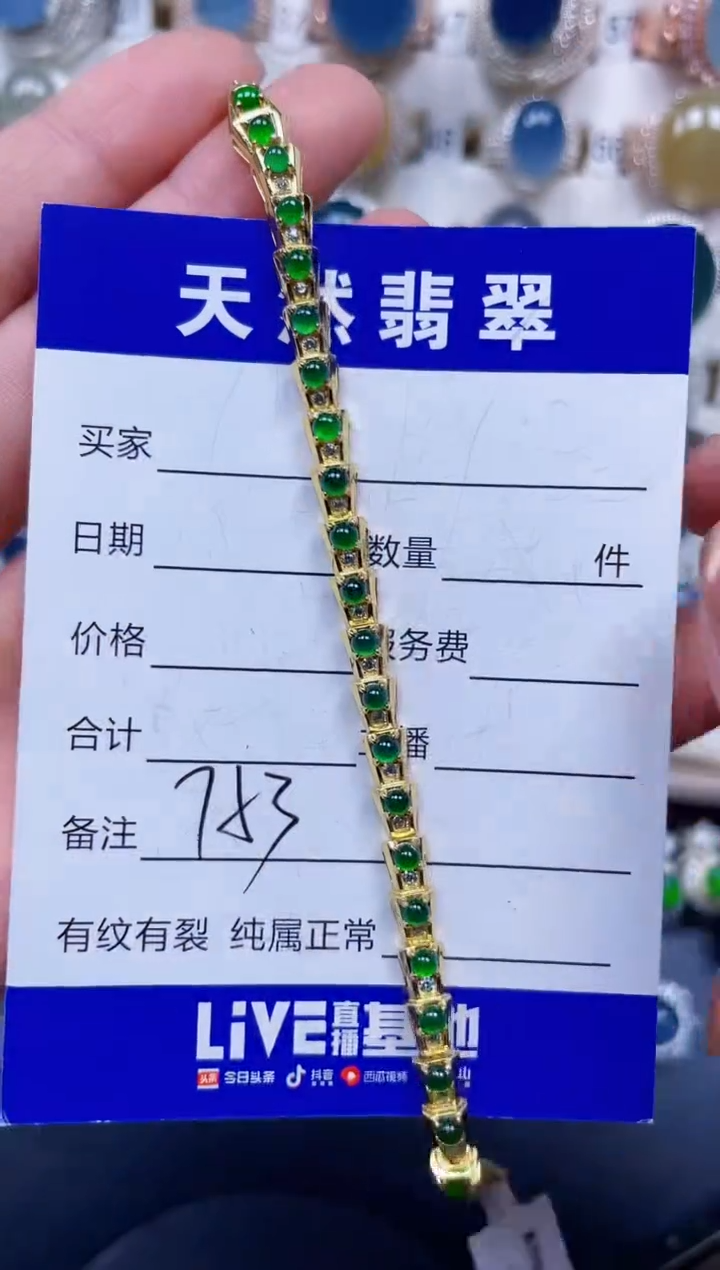 天然翡翠
买家
日期 数量 件
价格 服务费
合计 播
备注 783
有纹有裂 纯属正常
LiVE直播基地
头条 今日头条 抖音 西瓜视频